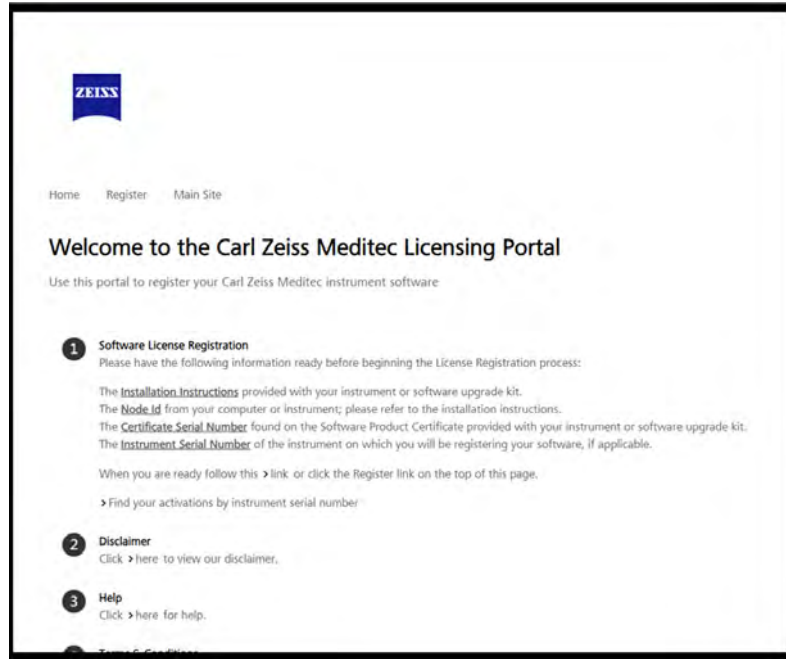 ZEISS
Home Register Main Site
Welcome to the Carl Zeiss Meditec Licensing Portal
Use this portal to register your Carl Zeiss Meditec instrument software
1 Software License Registration
Please have the following information ready before beginning the License Registration process:
The Installation Instructions provided with your instrument or software upgrade kit.
The Node Id from your computer or instrument; please refer to the installation instructions.
The Certificate Serial Number found on the Software Product Certificate provided with your instrument or software upgrade kit.
The Instrument Serial Number of the instrument on which you will be registering your software, if applicable.
When you are ready follow this > link or click the Register link on the top of this page.
> Find your activations by instrument serial number
2 Disclaimer
Click > here to view our disclaimer.
3 Help
Click > here for help.
Terms & Conditions